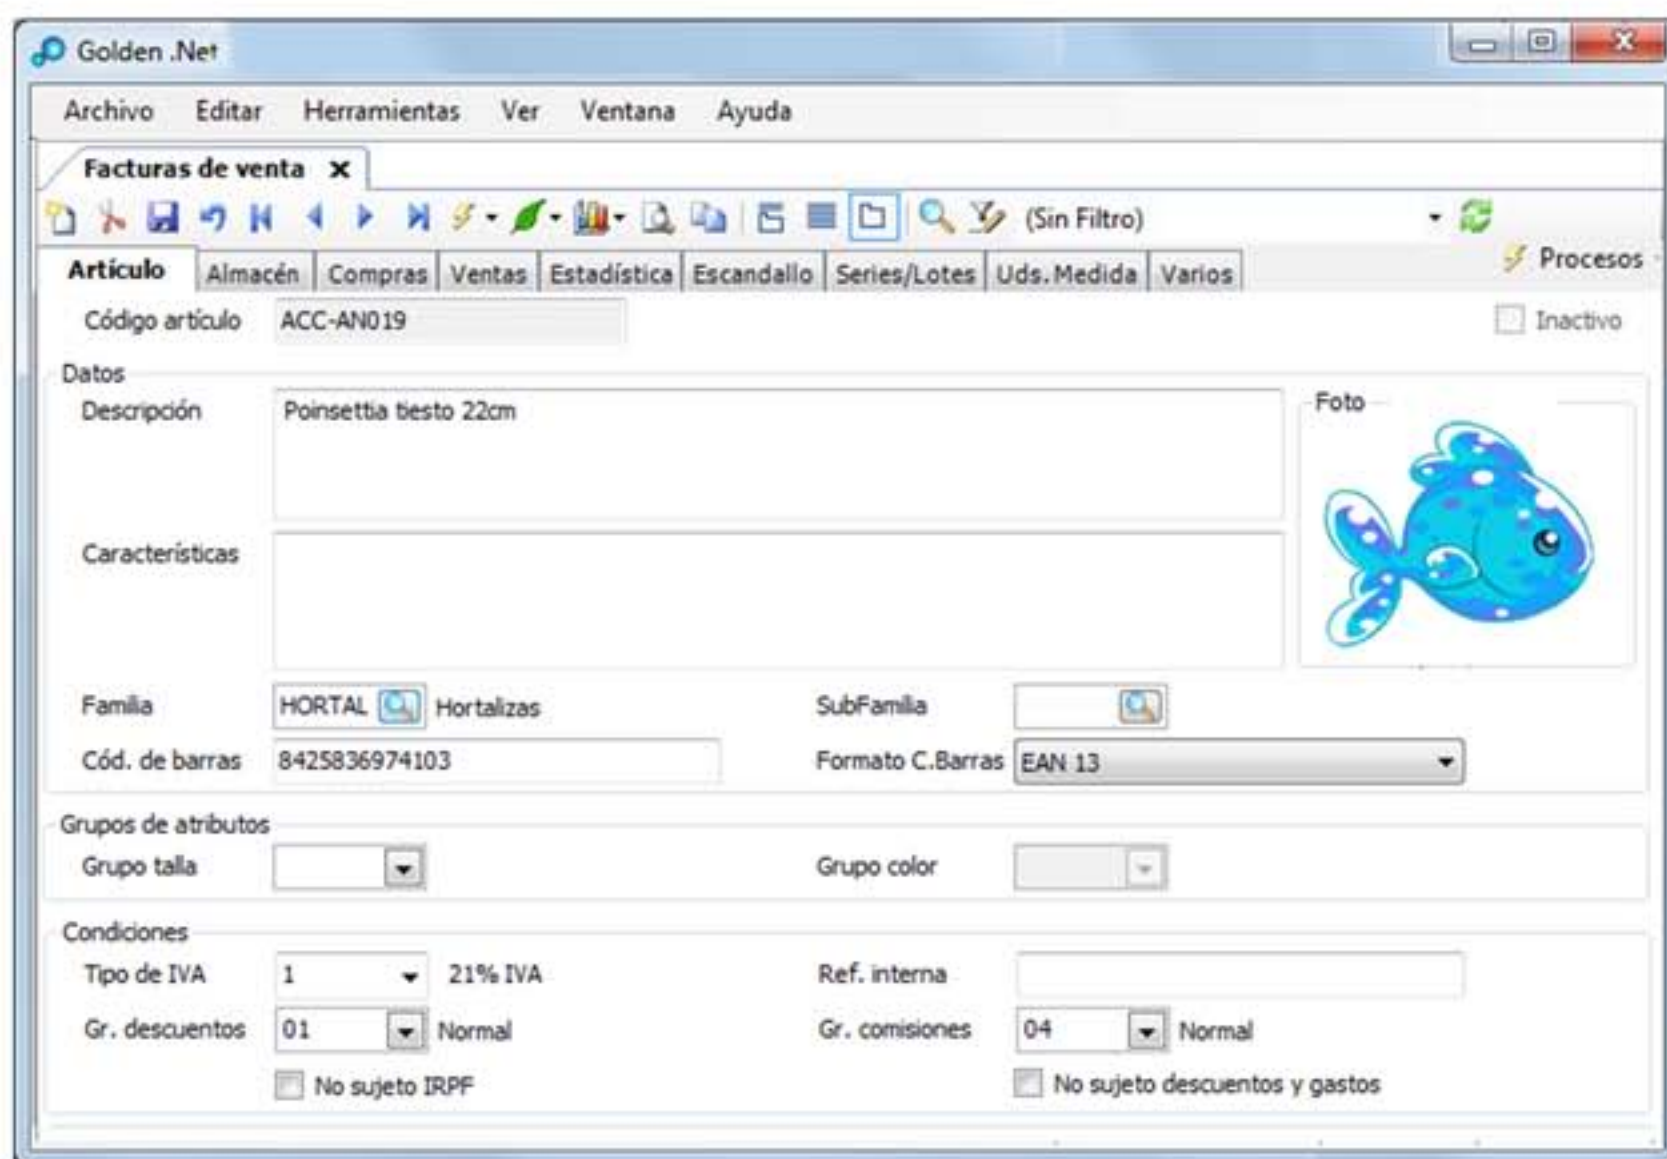 Golden .Net
Archivo Editar Herramientas Ver Ventana Ayuda
Facturas de venta
(Sin Filtro)
Artículo Almacén Compras Ventas Estadística Escandallo Series/Lotes Uds. Medida Varios Procesos
Código artículo ACC-AN019 Inactivo
Datos
Descripción Poinsettia tiesto 22cm Foto
Características
Familia HORTAL Hortalizas SubFamilia
Cód. de barras 8425836974103 Formato C.Barras EAN 13
Grupos de atributos
Grupo talla Grupo color
Condiciones
Tipo de IVA 1 21% IVA Ref. interna
Gr. descuentos 01 Normal Gr. comisiones 04 Normal
No sujeto IRPF No sujeto descuentos y gastos